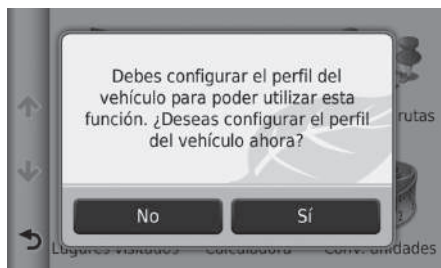 Debes configurar el perfil del
vehículo para poder utilizar esta
función. ¿Deseas configurar el perfil
del vehículo ahora?
rutas
No
Sí
Lugares visitados Calculadora Conv. unidades